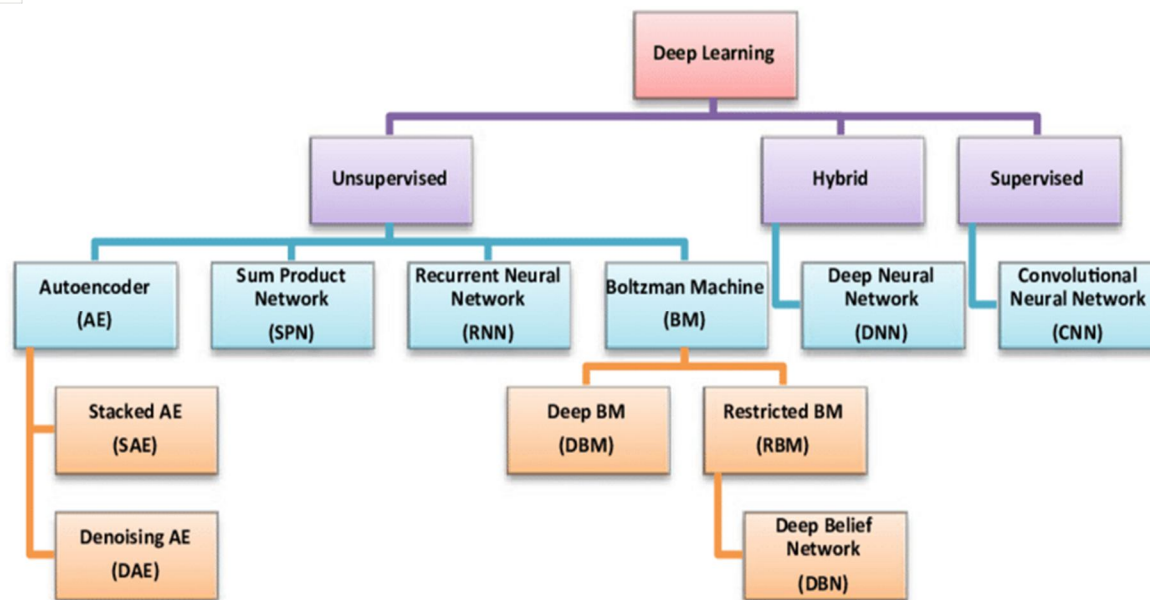 Deep Learning
Unsupervised
Hybrid
Supervised
Autoencoder
(AE)
Sum Product
Network
(SPN)
Recurrent Neural
Network
(RNN)
Boltzman Machine
(BM)
Deep Neural
Network
(DNN)
Convolutional
Neural Network
(CNN)
Stacked AE
(SAE)
Deep BM
(DBM)
Restricted BM
(RBM)
Denoising AE
(DAE)
Deep Belief
Network
(DBN)